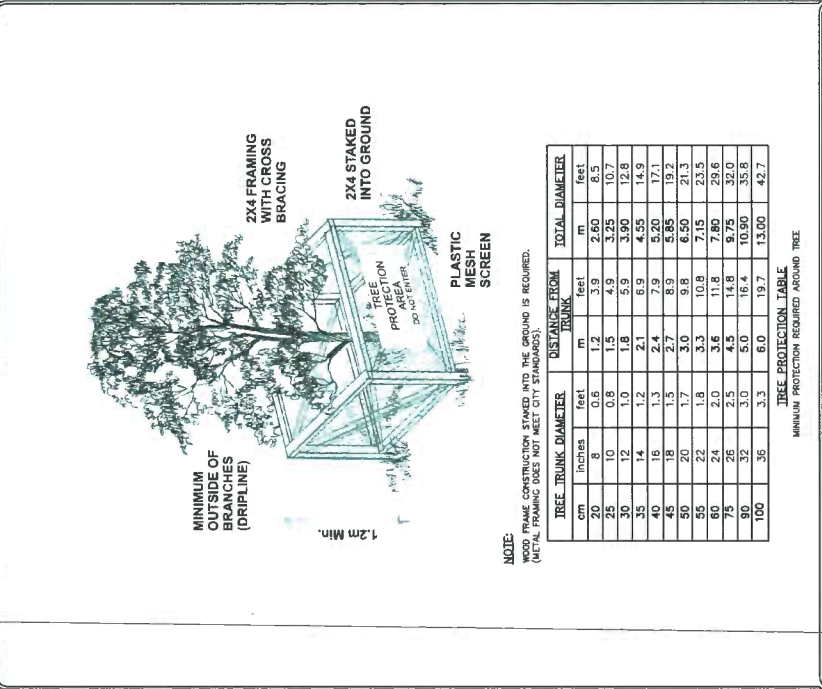 MINIMUM
OUTSIDE OF
BRANCHES
(DRIPLINE)
2X4 FRAMING
WITH CROSS
BRACING
1.2m Min.
TREE
PROTECTION
AREA
DO NOT ENTER
2X4 STAKED
INTO GROUND
PLASTIC
MESH
SCREEN
NOTE:
WOOD FRAME CONSTRUCTION STAKED INTO THE GROUND IS REQUIRED.
(METAL FRAMING DOES NOT MEET CITY STANDARDS).
TREE TRUNK DIAMETER DISTANCE FROM TRUNK TOTAL DIAMETER
cm inches feet m feet m feet
20 8 0.6 1.2 3.9 2.60 8.5
25 10 0.8 1.5 4.9 3.25 10.7
30 12 1.0 1.8 5.9 3.90 12.8
35 14 1.2 2.1 6.9 4.55 14.9
40 16 1.3 2.4 7.9 5.20 17.1
45 18 1.5 2.7 8.9 5.85 19.2
50 20 1.7 3.0 9.8 6.50 21.3
55 22 1.8 3.3 10.8 7.15 23.5
60 24 2.0 3.6 11.8 7.80 29.6
75 26 2.5 4.5 14.8 9.75 32.0
90 32 3.0 5.0 16.4 10.90 35.8
100 36 3.3 6.0 19.7 13.00 42.7
TREE PROTECTION TABLE
MINIMUM PROTECTION REQUIRED AROUND TREE